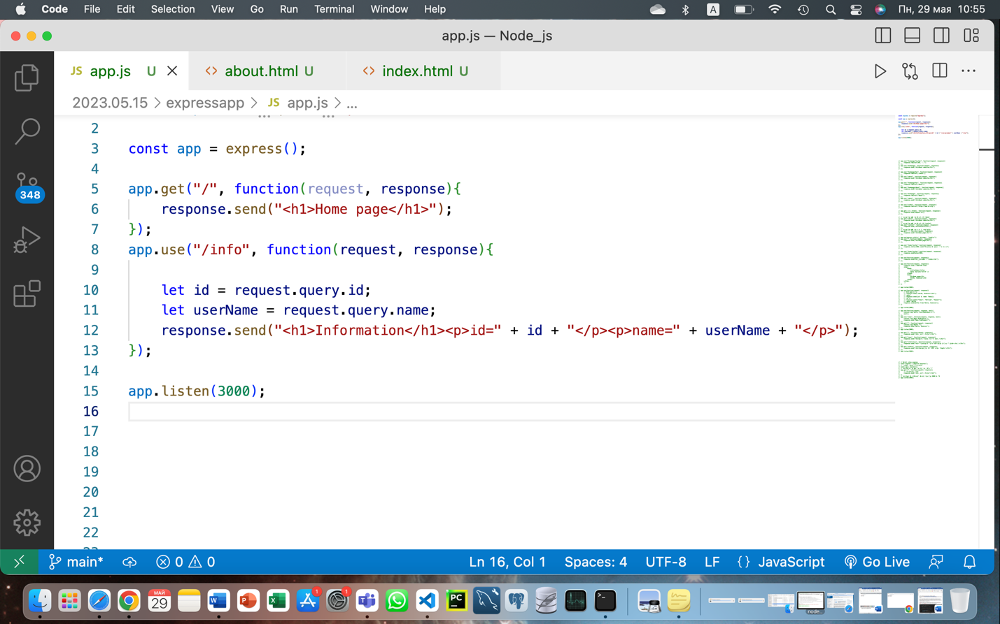 Code File Edit Selection View Go Run Terminal Window Help A Пн, 29 мая 10:55
app.js — Node_js
JS app.js U
<> about.html U
<> index.html U
2023.05.15 > expressapp > JS app.js > ...
2
3 const app = express();
4
5 app.get("/", function(request, response){
6     response.send("<h1>Home page</h1>");
7 });
8 app.use("/info", function(request, response){
9
10     let id = request.query.id;
11     let userName = request.query.name;
12     response.send("<h1>Information</h1><p>id=" + id + "</p><p>name=" + userName + "</p>");
13 });
14
15 app.listen(3000);
16
17
18
19
20
21
22
348
main* 0 0 Ln 16, Col 1 Spaces: 4 UTF-8 LF {} JavaScript Go Live
МАЙ
29
W P X 1 1 PC >_
node...